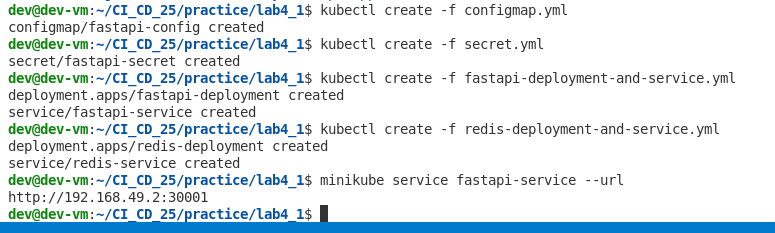 dev@dev-vm:~/CI_CD_25/practice/lab4_1$ kubectl create -f configmap.yml
configmap/fastapi-config created
dev@dev-vm:~/CI_CD_25/practice/lab4_1$ kubectl create -f secret.yml
secret/fastapi-secret created
dev@dev-vm:~/CI_CD_25/practice/lab4_1$ kubectl create -f fastapi-deployment-and-service.yml
deployment.apps/fastapi-deployment created
service/fastapi-service created
dev@dev-vm:~/CI_CD_25/practice/lab4_1$ kubectl create -f redis-deployment-and-service.yml
deployment.apps/redis-deployment created
service/redis-service created
dev@dev-vm:~/CI_CD_25/practice/lab4_1$ minikube service fastapi-service --url
http://192.168.49.2:30001
dev@dev-vm:~/CI_CD_25/practice/lab4_1$